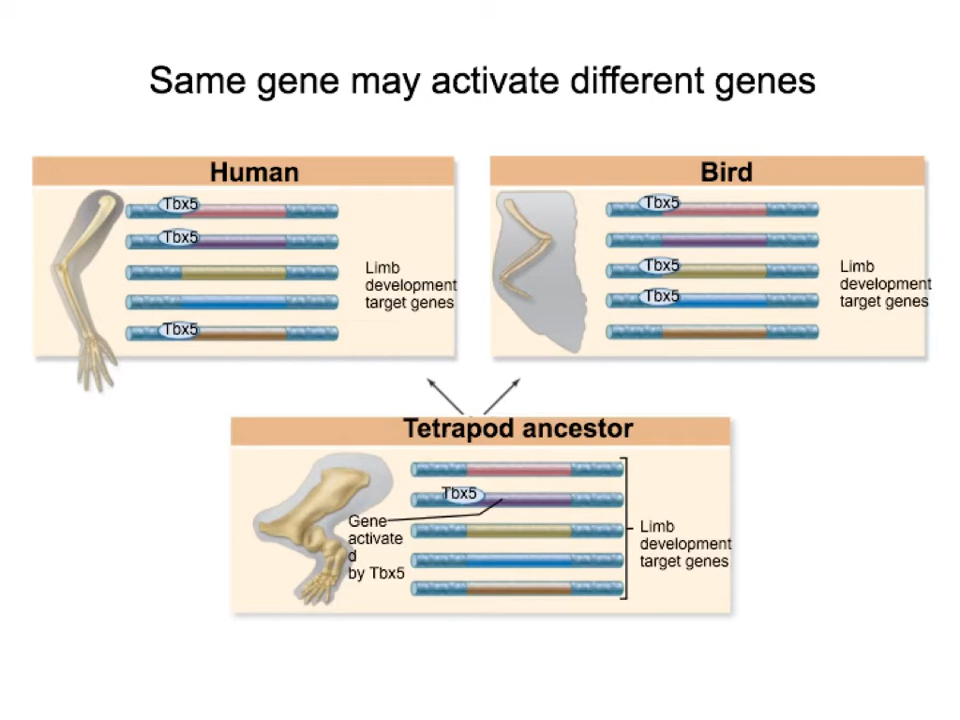 Same gene may activate different genes
Human
Tbx5
Tbx5
Tbx5
Limb
development
target genes
Bird
Tbx5
Tbx5
Tbx5
Limb
development
target genes
Tetrapod ancestor
Tbx5
Gene
activate
d
by Tbx5
Limb
development
target genes